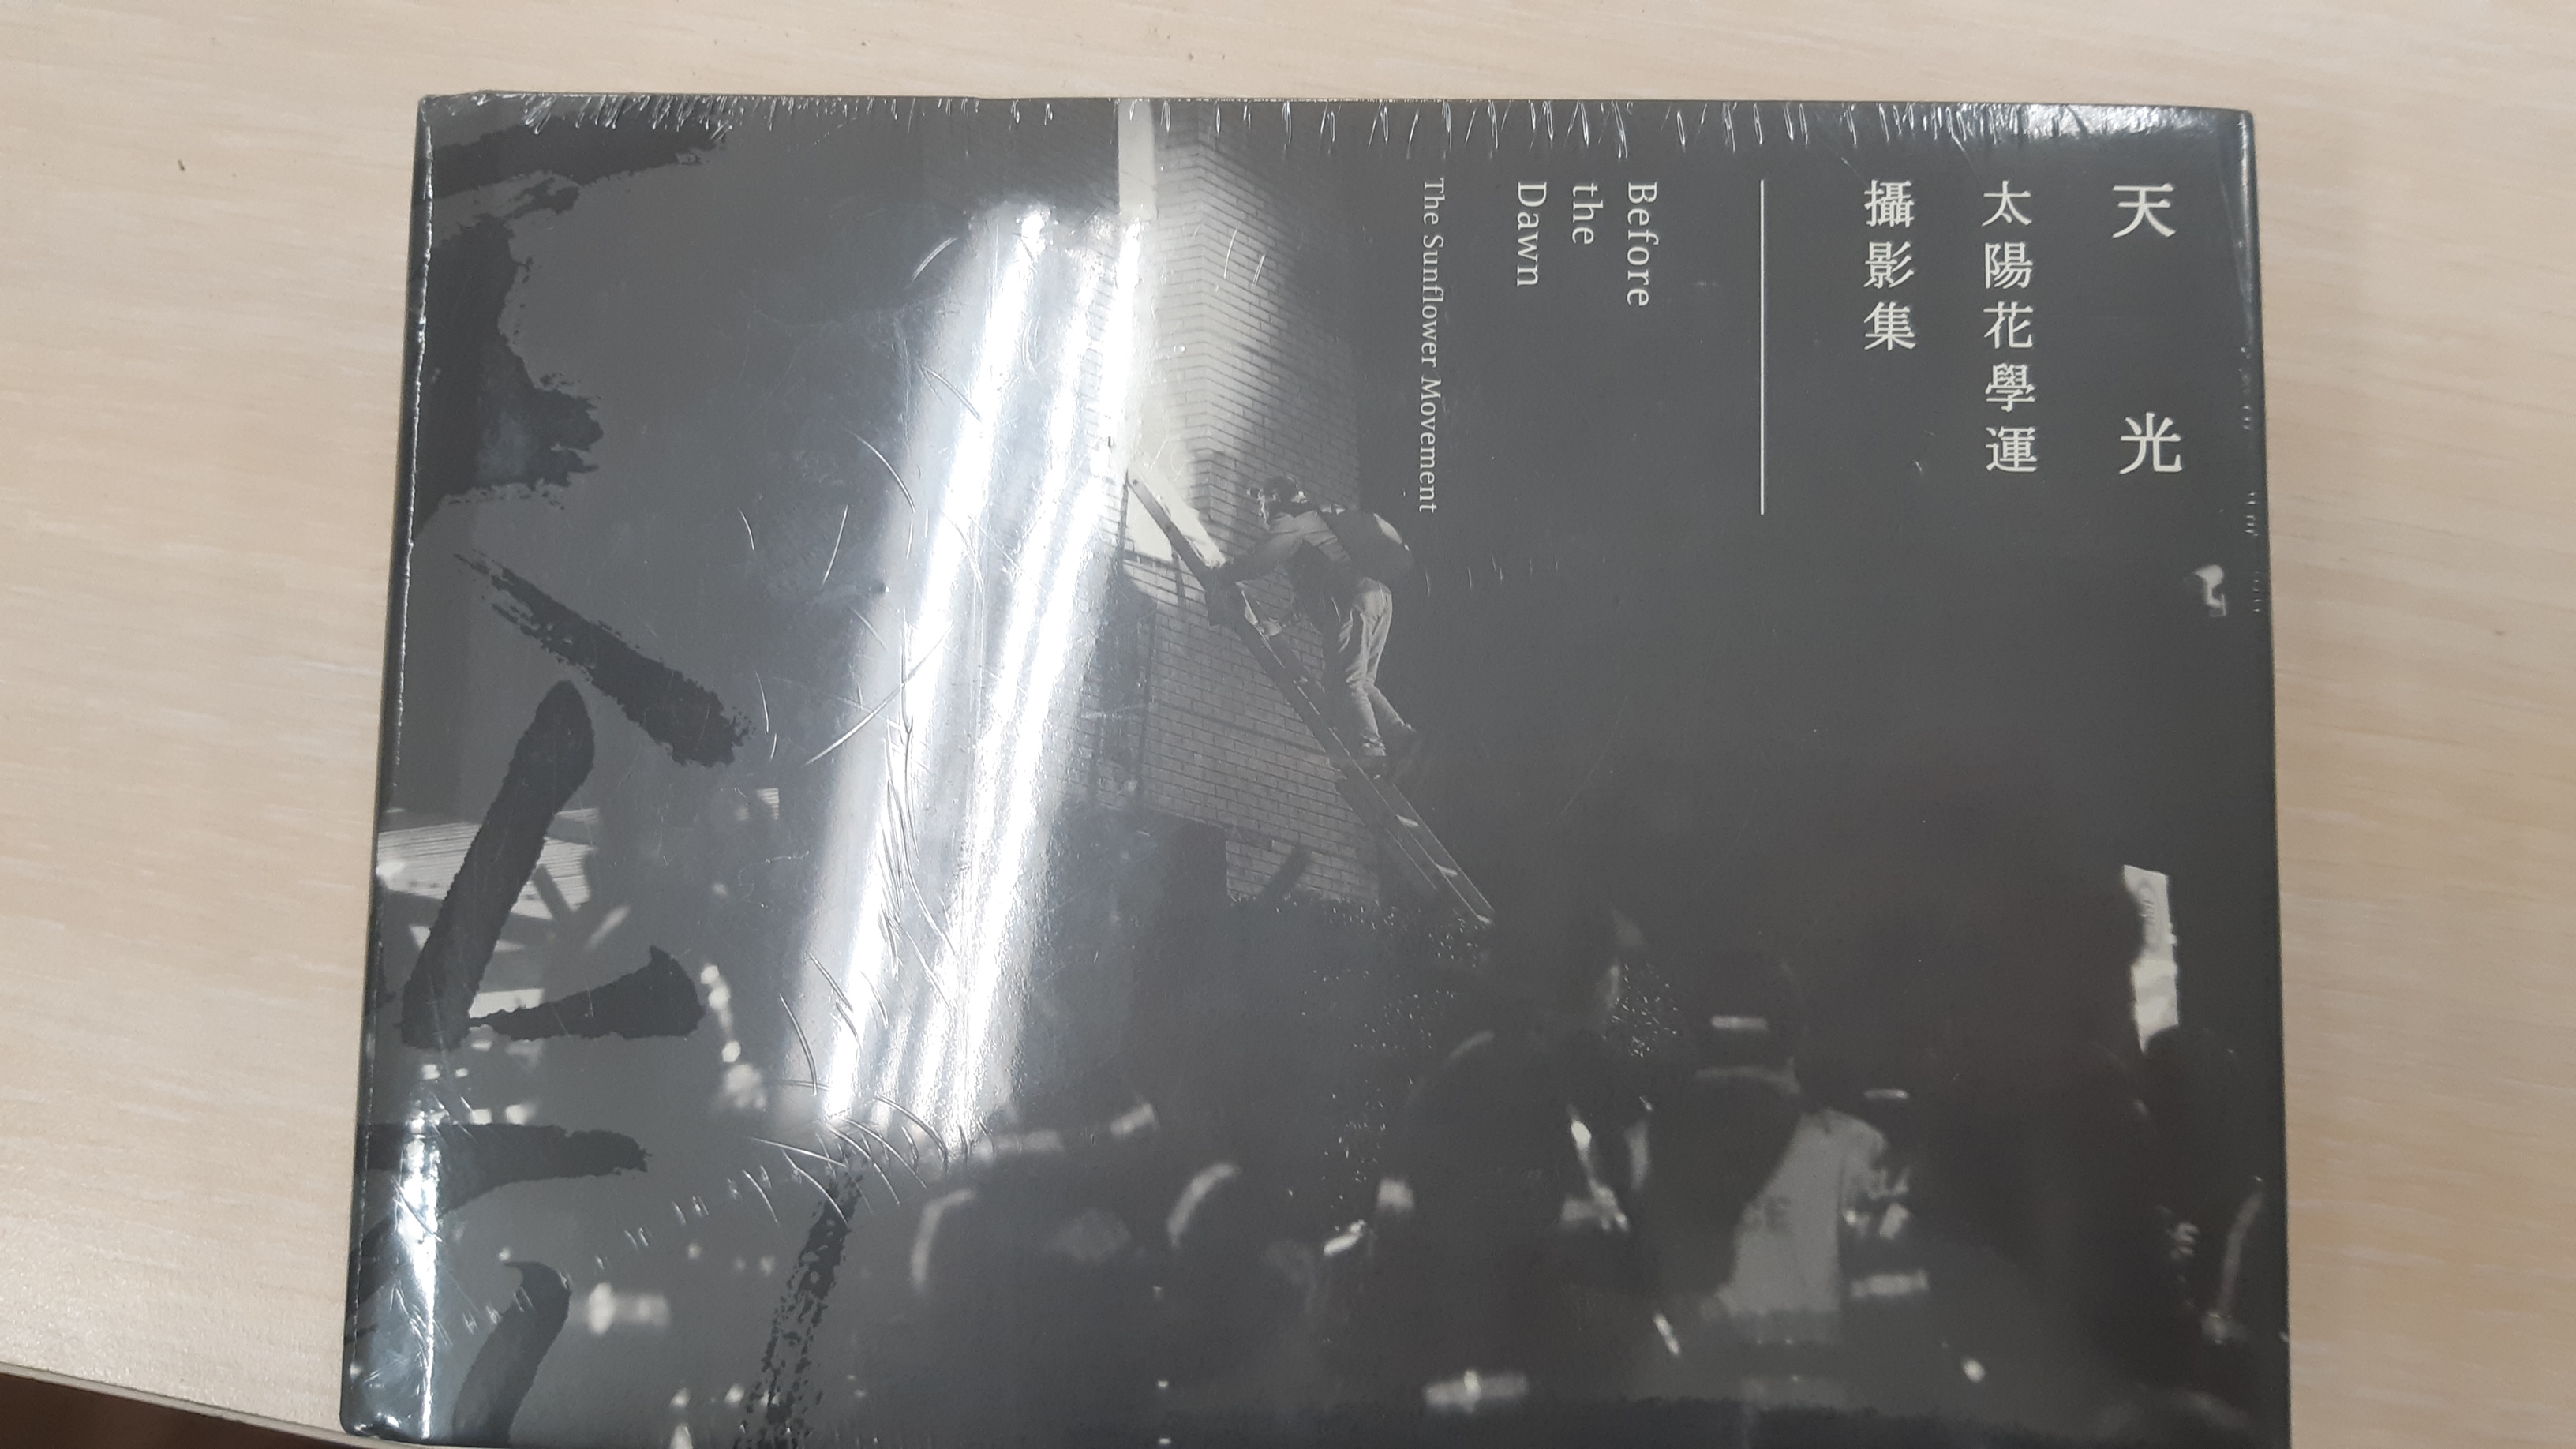 天光
太陽花學運
攝影集
Before
the
Dawn
The Sunflower Movement